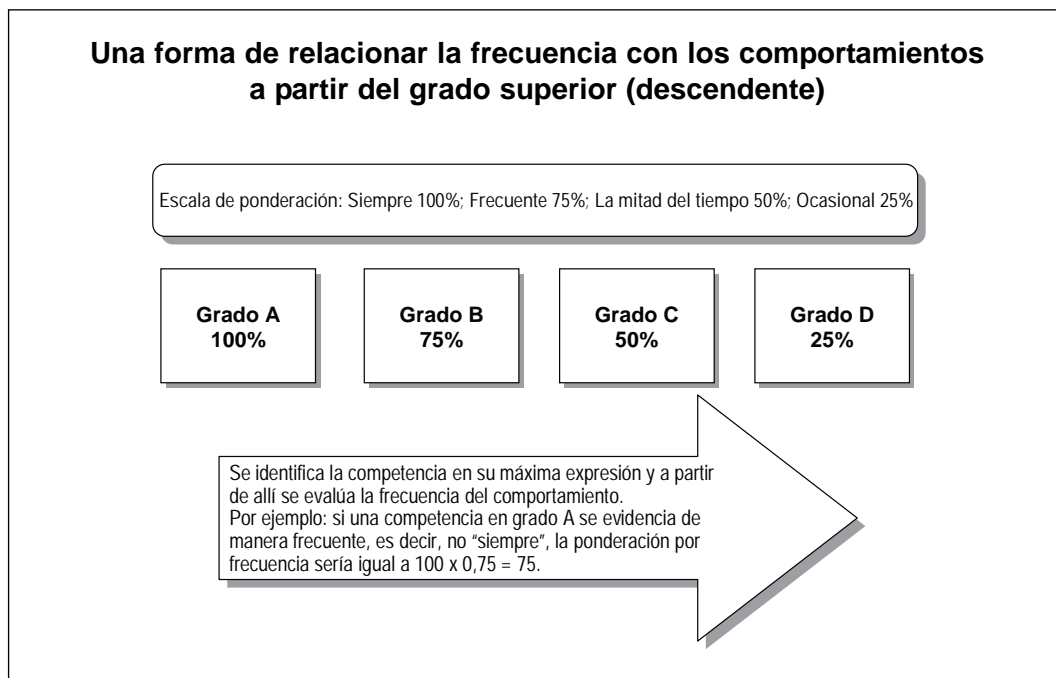 Una forma de relacionar la frecuencia con los comportamientos
a partir del grado superior (descendente)
Escala de ponderación: Siempre 100%; Frecuente 75%; La mitad del tiempo 50%; Ocasional 25%
Grado A
100%
Grado B
75%
Grado C
50%
Grado D
25%
Se identifica la competencia en su máxima expresión y a partir
de allí se evalúa la frecuencia del comportamiento.
Por ejemplo: si una competencia en grado A se evidencia de
manera frecuente, es decir, no “siempre”, la ponderación por
frecuencia sería igual a 100 x 0,75 = 75.